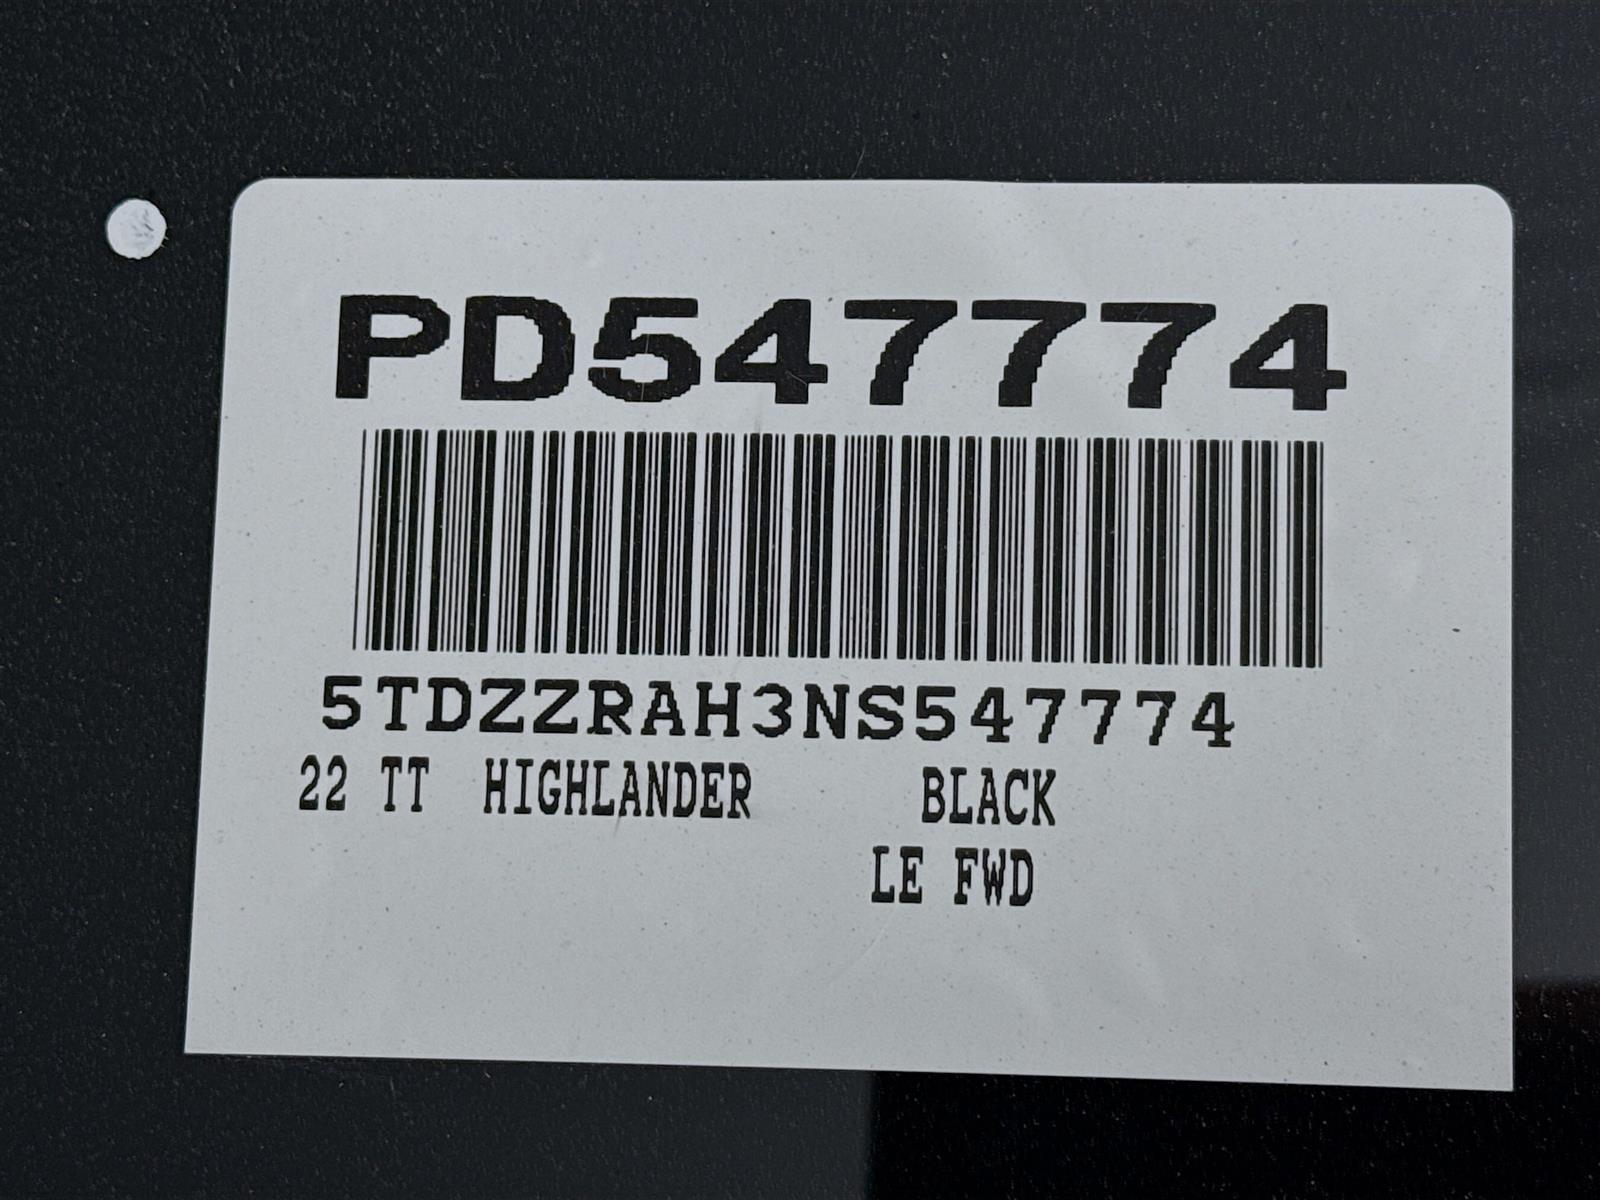 PD547774
5TDZZRAH3NS547774
22 TT HIGHLANDER BLACK
LE FWD